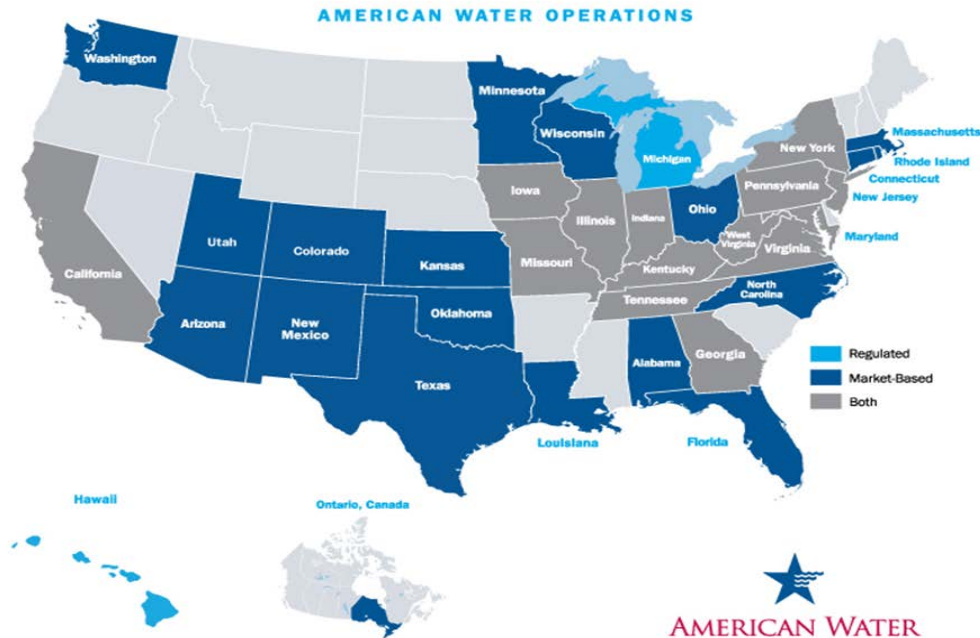 AMERICAN WATER OPERATIONS
Washington
Minnesota
Wisconsin
Michigan
New York
Massachusetts
Rhode Island
Connecticut
New Jersey
Pennsylvania
Iowa
Ohio
Illinois
Indiana
West
Virginia
Virginia
Maryland
Utah
Colorado
Kansas
Missouri
Kentucky
California
North
Carolina
Tennessee
Arizona
New
Mexico
Oklahoma
Alabama
Georgia
Texas
Regulated
Market-Based
Both
Louisiana
Florida
Hawaii
Ontario, Canada
AMERICAN WATER